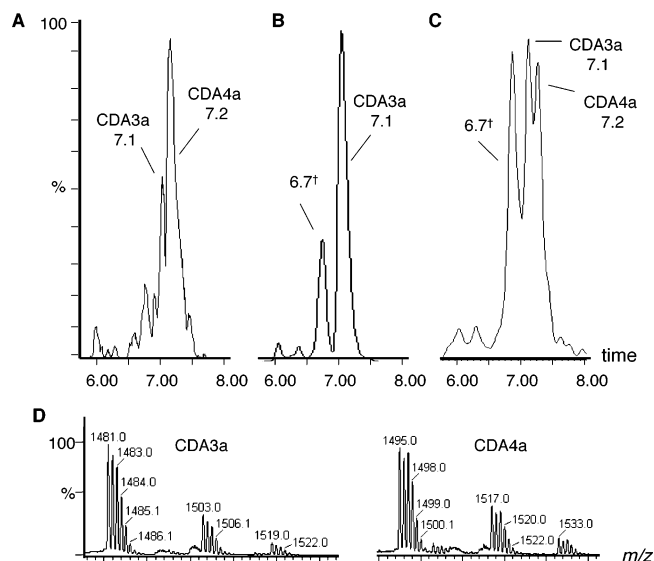 A
B
C
100
%
CDA3a
7.1
CDA4a
7.2
6.00
7.00
8.00
6.7†
CDA3a
7.1
6.00
7.00
8.00
6.7†
CDA3a
7.1
CDA4a
7.2
time
6.00
7.00
8.00
D
100
%
CDA3a
1481.0
1483.0
1484.0
1485.1
1486.1
1503.0
1506.1
1519.0
1522.0
CDA4a
1495.0
1498.0
1499.0
1500.1
1517.0
1520.0
1522.0
1533.0
m/z